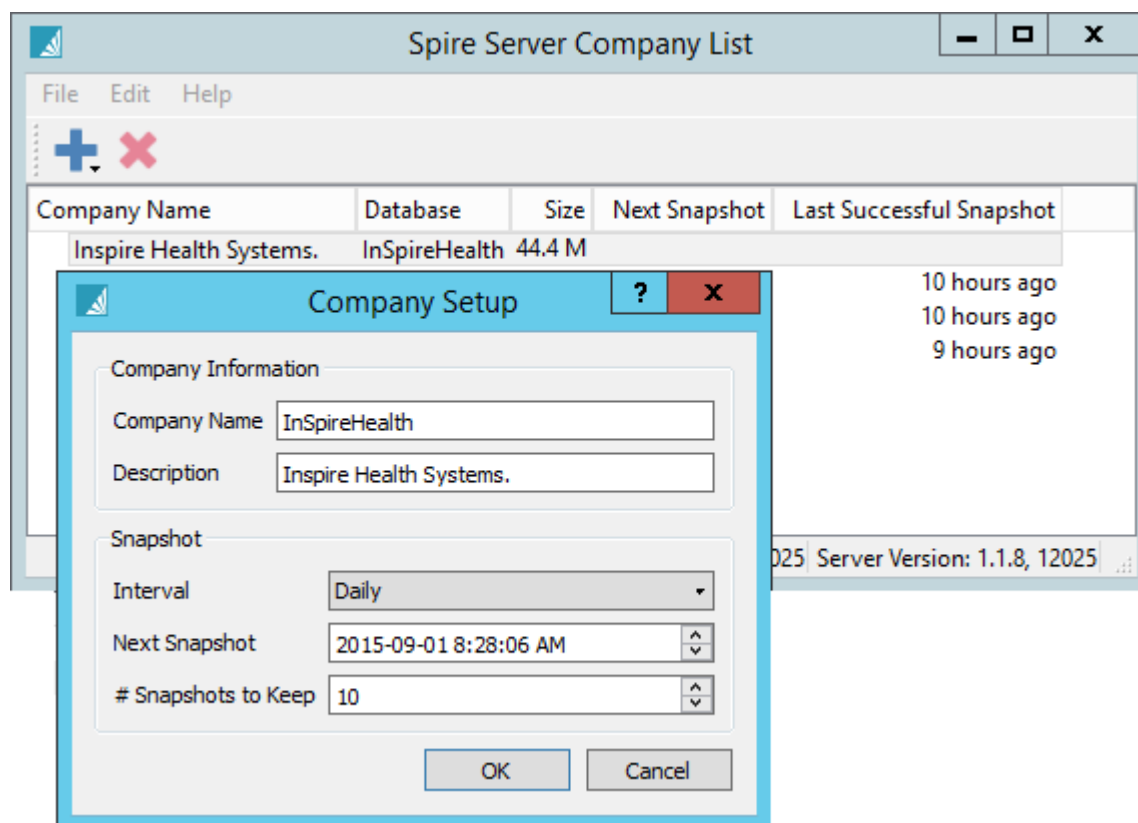 Spire Server Company List
File Edit Help
Company Name Database Size Next Snapshot Last Successful Snapshot
Inspire Health Systems. InSpireHealth 44.4 M
10 hours ago
10 hours ago
9 hours ago
Company Setup
?
Company Information
Company Name InSpireHealth
Description Inspire Health Systems.
Snapshot
Interval Daily
Next Snapshot 2015-09-01 8:28:06 AM
# Snapshots to Keep 10
OK Cancel
025 Server Version: 1.1.8, 12025